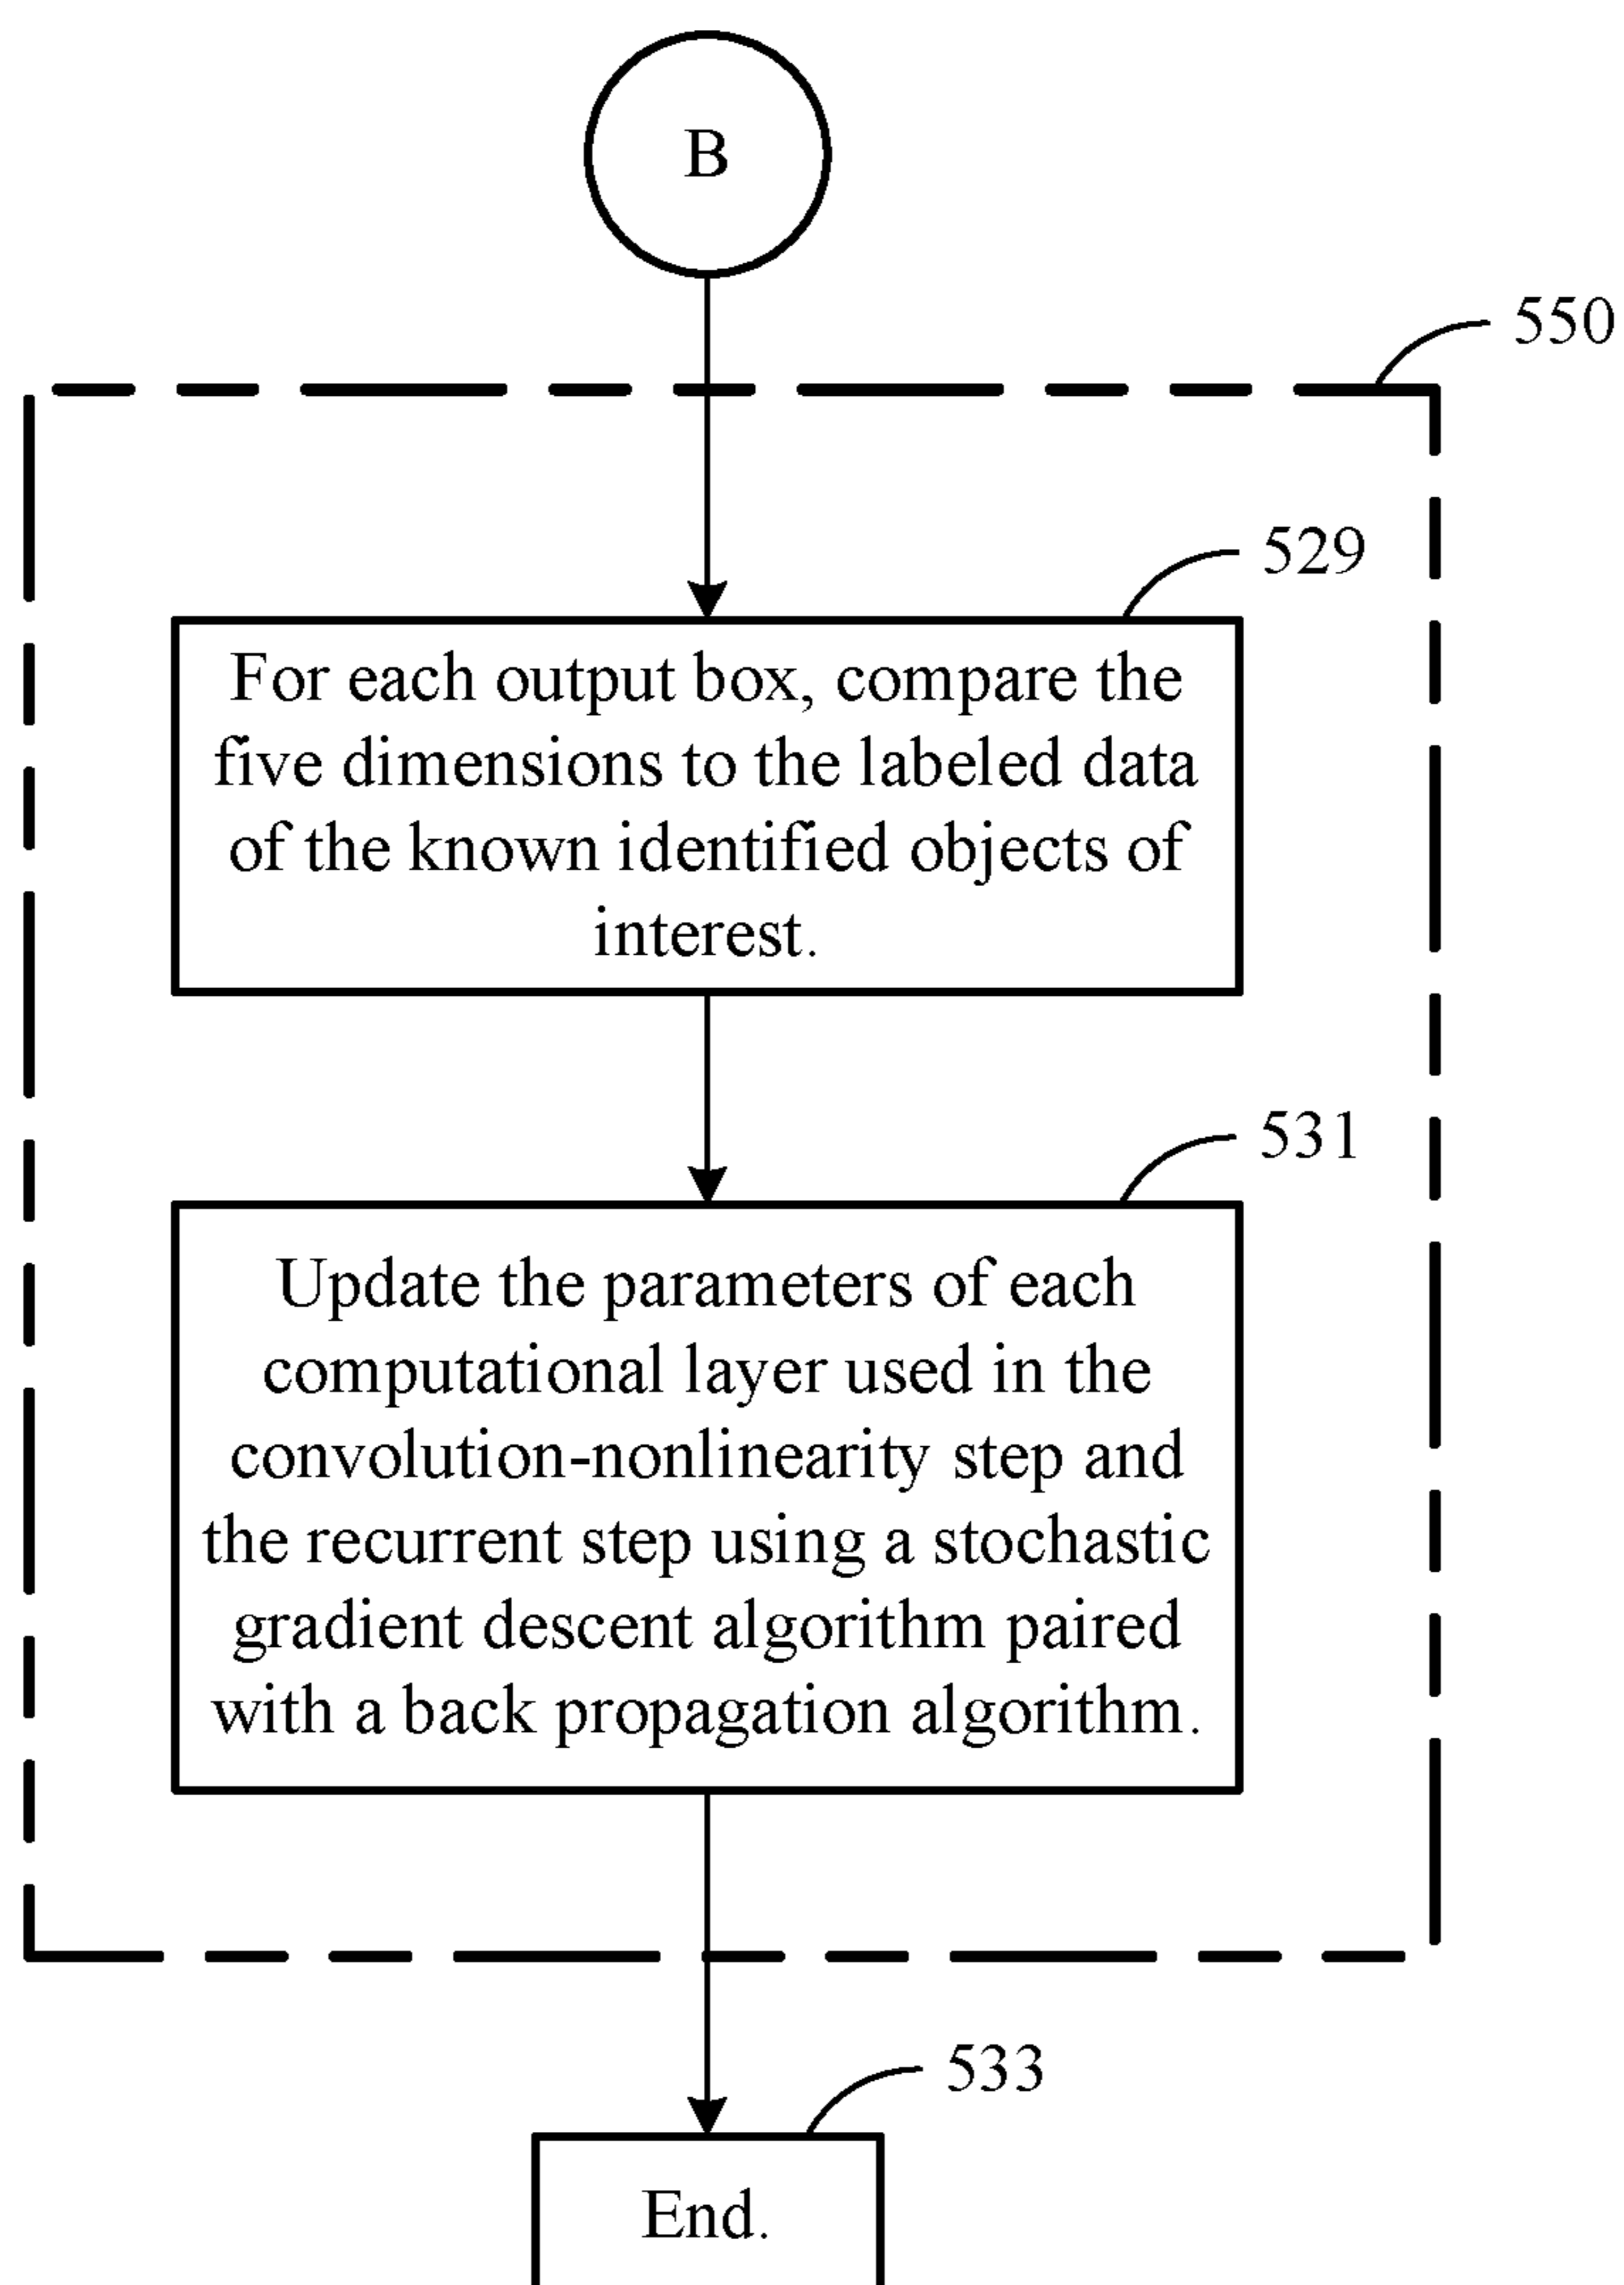 B
550
529
For each output box, compare the
five dimensions to the labeled data
of the known identified objects of
interest.
531
Update the parameters of each
computational layer used in the
convolution-nonlinearity step and
the recurrent step using a stochastic
gradient descent algorithm paired
with a back propagation algorithm.
533
End.